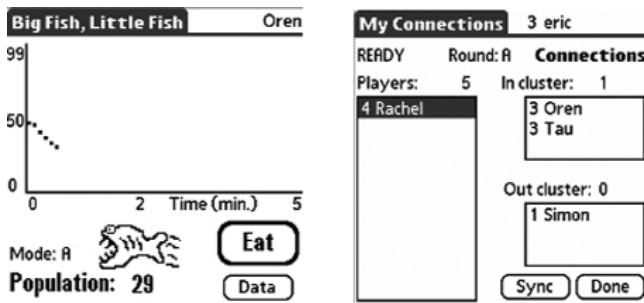 Big Fish, Little Fish Oren
99
50
0
0 2 Time (min.) 5
Mode: A
Eat
Population: 29
Data
My Connections 3 eric
READY Round: A Connections
Players: 5 In cluster: 1
4 Rachel
3 Oren
3 Tau
Out cluster: 0
1 Simon
Sync Done